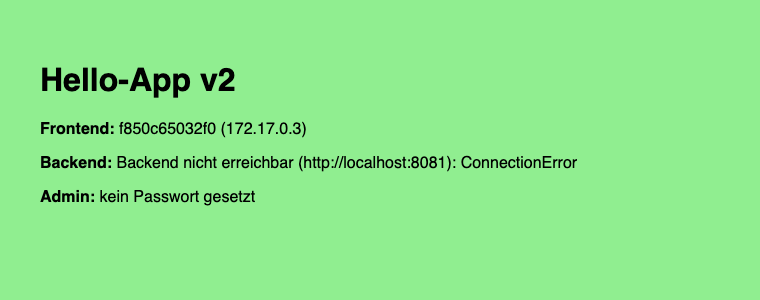 Hello-App v2
Frontend: f850c65032f0 (172.17.0.3)
Backend: Backend nicht erreichbar (http://localhost:8081): ConnectionError
Admin: kein Passwort gesetzt